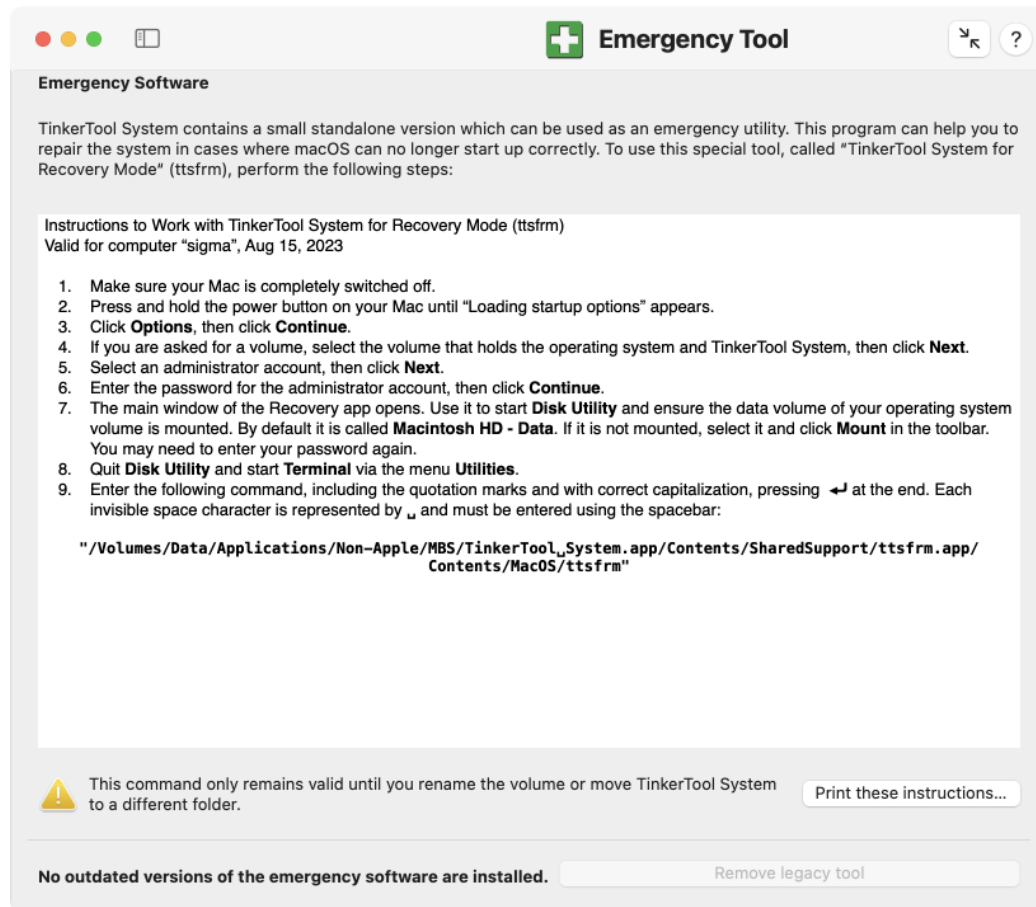 Emergency Tool
?
Emergency Software
TinkerTool System contains a small standalone version which can be used as an emergency utility. This program can help you to
repair the system in cases where macOS can no longer start up correctly. To use this special tool, called “TinkerTool System for
Recovery Mode“ (ttsfrm), perform the following steps:
Instructions to Work with TinkerTool System for Recovery Mode (ttsfrm)
Valid for computer “sigma”, Aug 15, 2023
1. Make sure your Mac is completely switched off.
2. Press and hold the power button on your Mac until “Loading startup options” appears.
3. Click Options, then click Continue.
4. If you are asked for a volume, select the volume that holds the operating system and TinkerTool System, then click Next.
5. Select an administrator account, then click Next.
6. Enter the password for the administrator account, then click Continue.
7. The main window of the Recovery app opens. Use it to start Disk Utility and ensure the data volume of your operating system
volume is mounted. By default it is called Macintosh HD - Data. If it is not mounted, select it and click Mount in the toolbar.
You may need to enter your password again.
8. Quit Disk Utility and start Terminal via the menu Utilities.
9. Enter the following command, including the quotation marks and with correct capitalization, pressing ↵ at the end. Each
invisible space character is represented by ␣ and must be entered using the spacebar:
"/Volumes/Data/Applications/Non-Apple/MBS/TinkerTool␣System.app/Contents/SharedSupport/ttsfrm.app/
Contents/MacOS/ttsfrm"
This command only remains valid until you rename the volume or move TinkerTool System
to a different folder.
Print these instructions...
No outdated versions of the emergency software are installed.
Remove legacy tool